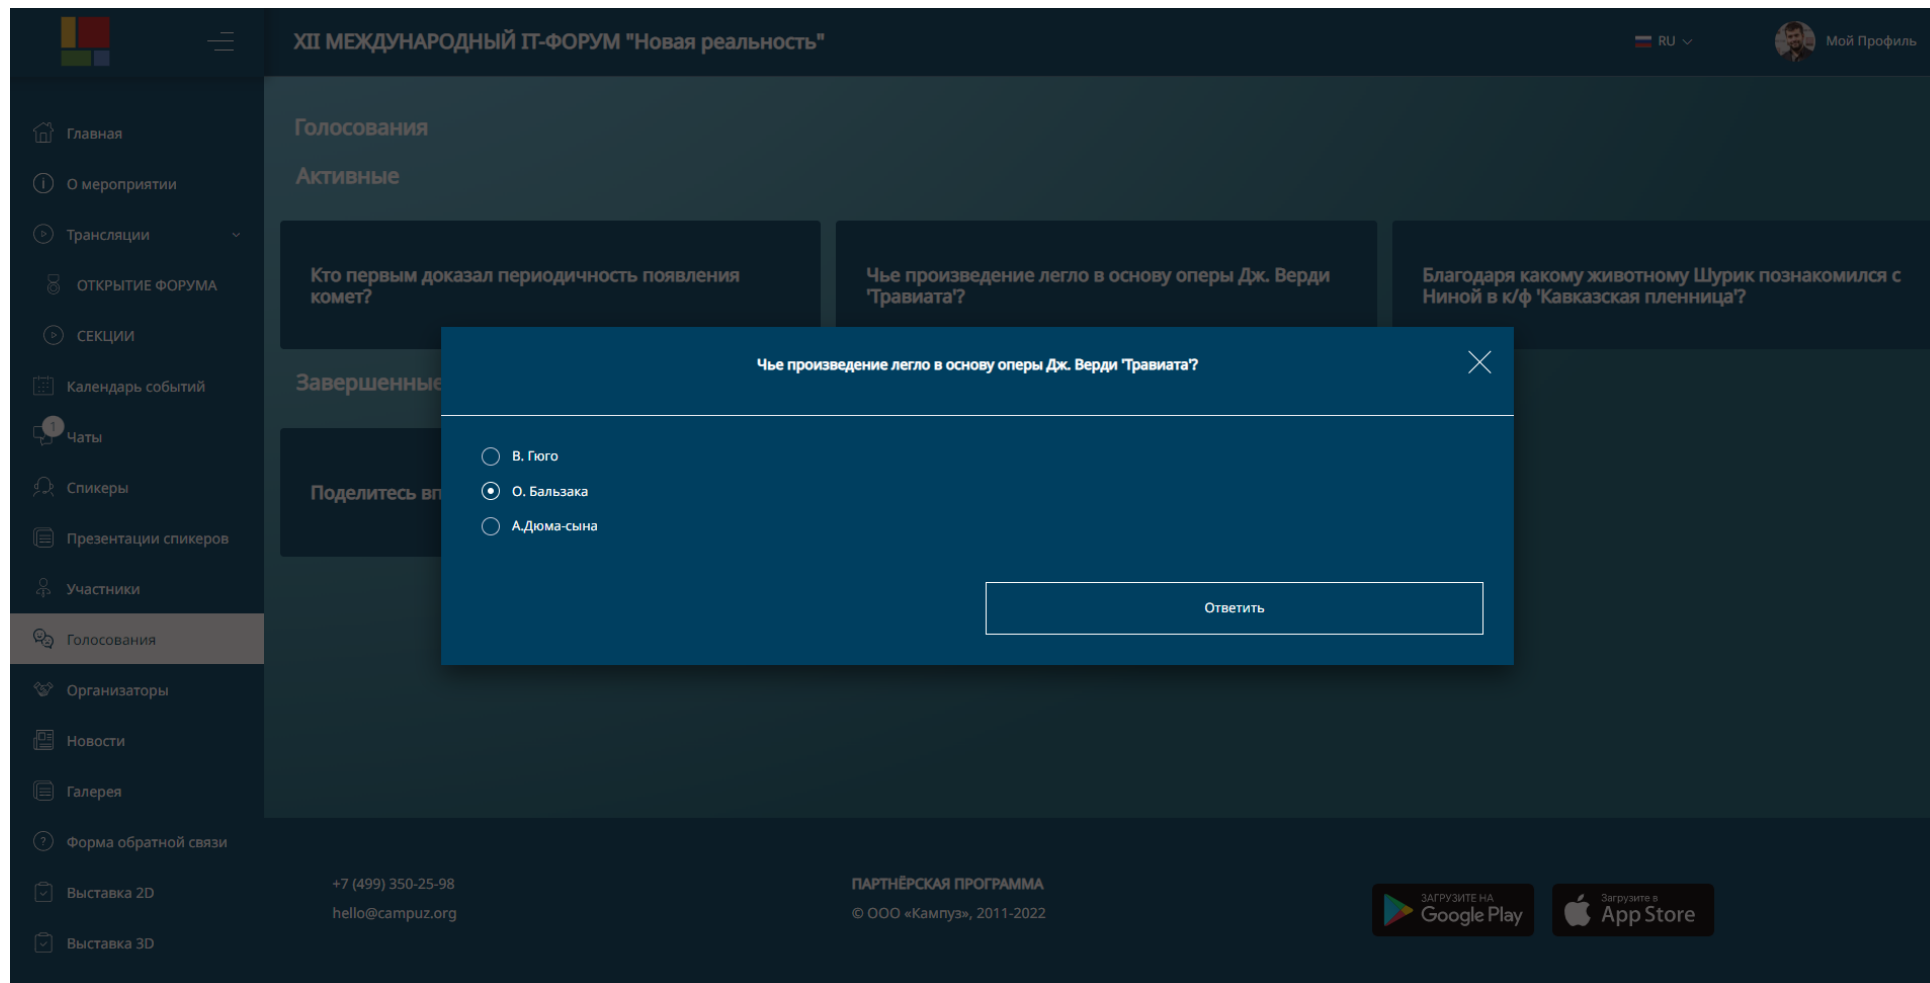 XII МЕЖДУНАРОДНЫЙ IT-ФОРУМ "Новая реальность"
RU
Мой Профиль
Главная
О мероприятии
Трансляции
ОТКРЫТИЕ ФОРУМА
СЕКЦИИ
Календарь событий
1
Чаты
Спикеры
Презентации спикеров
Участники
Голосования
Организаторы
Новости
Галерея
Форма обратной связи
Выставка 2D
Выставка 3D
Голосования
Активные
Кто первым доказал периодичность появления
комет?
Чье произведение легло в основу оперы Дж. Верди
'Травиата'?
Благодаря какому животному Шурик познакомился с
Ниной в к/ф 'Кавказская пленница'?
Завершенные
Поделитесь вп
Чье произведение легло в основу оперы Дж. Верди 'Травиата'?
В. Гюго
О. Бальзака
А.Дюма-сына
Ответить
+7 (499) 350-25-98
hello@campuz.org
ПАРТНЁРСКАЯ ПРОГРАММА
© ООО «Кампуз», 2011-2022
ЗАГРУЗИТЕ НА
Google Play
Загрузите в
App Store